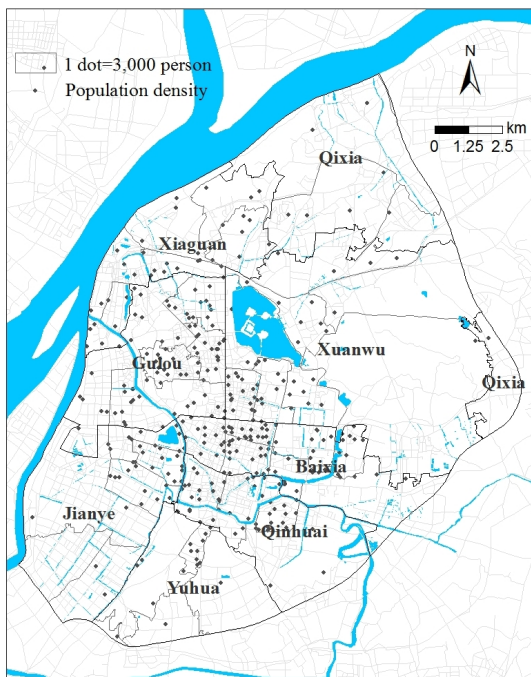 1 dot=3,000 person
Population density
N
km
0 1.25 2.5
Qixia
Xiaguan
Xuanwu
Gulou
Qixia
Baixia
Jianye
Qinhuai
Yuhua